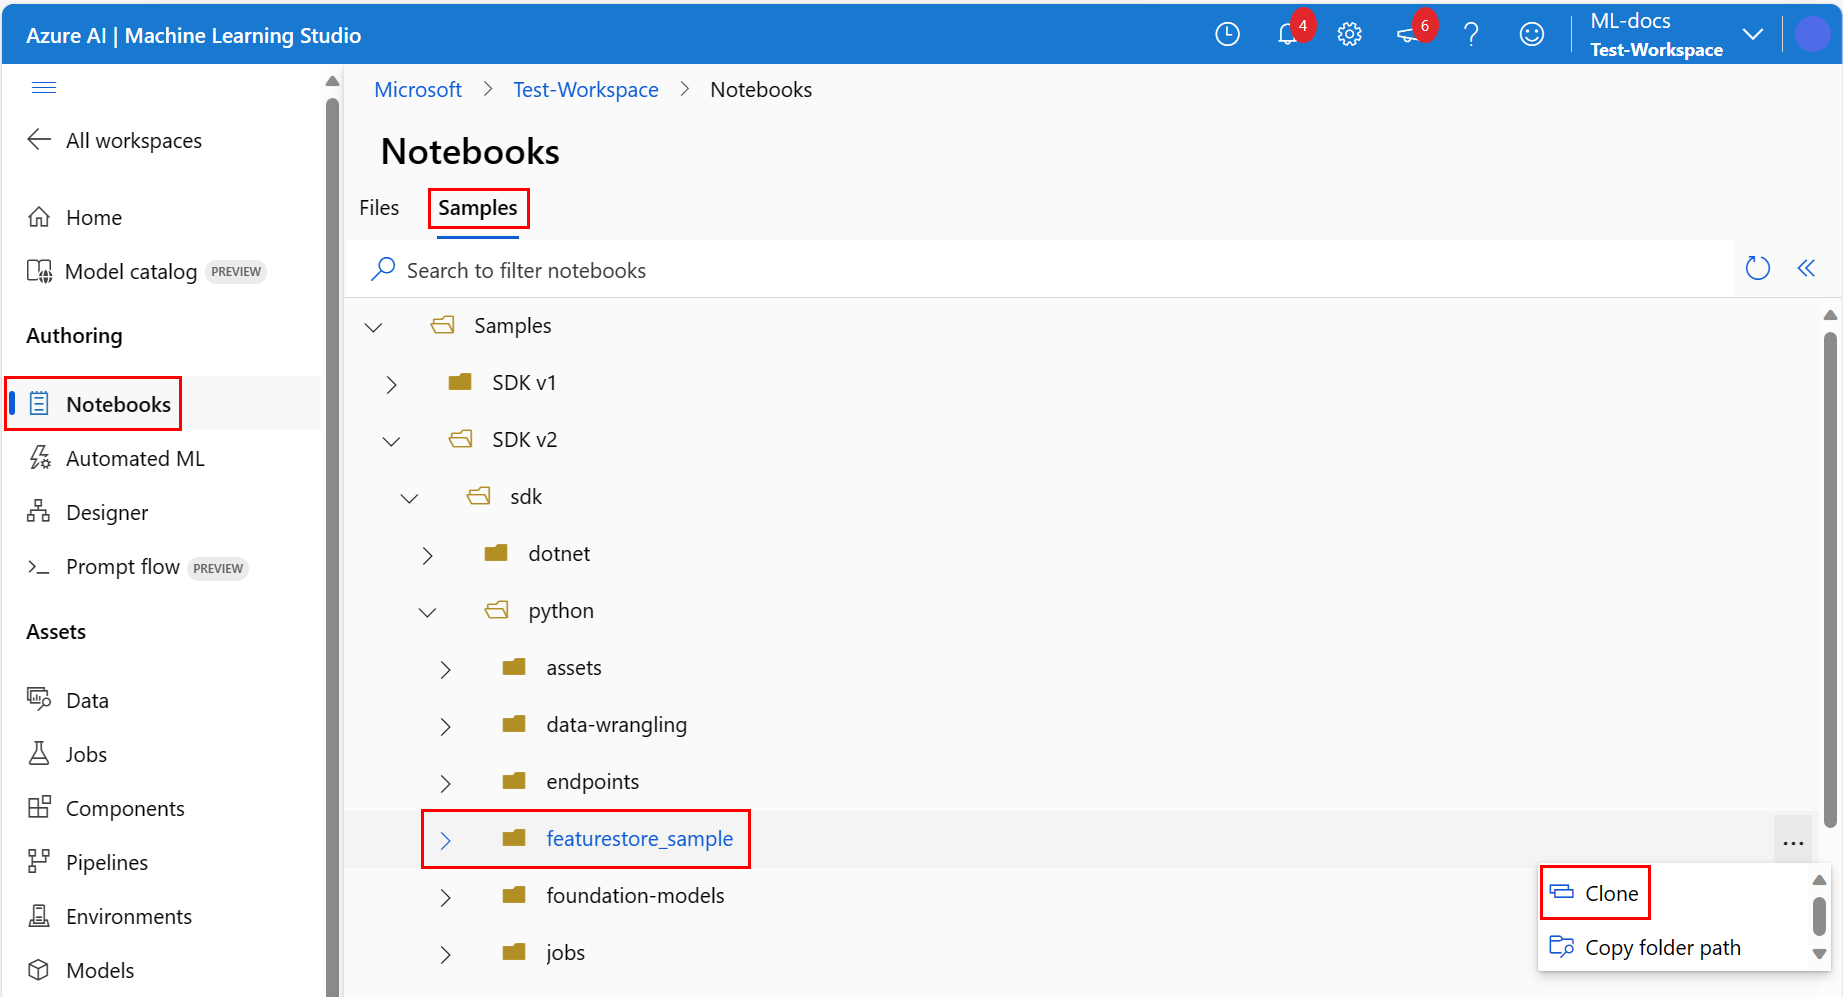 Azure AI | Machine Learning Studio
4
6
ML-docs
Test-Workspace
All workspaces
Home
Model catalog PREVIEW
Authoring
Notebooks
Automated ML
Designer
Prompt flow PREVIEW
Assets
Data
Jobs
Components
Pipelines
Environments
Models
Microsoft > Test-Workspace > Notebooks
Notebooks
Files Samples
Search to filter notebooks
Samples
SDK v1
SDK v2
sdk
dotnet
python
assets
data-wrangling
endpoints
featurestore_sample
...
foundation-models
jobs
Clone
Copy folder path